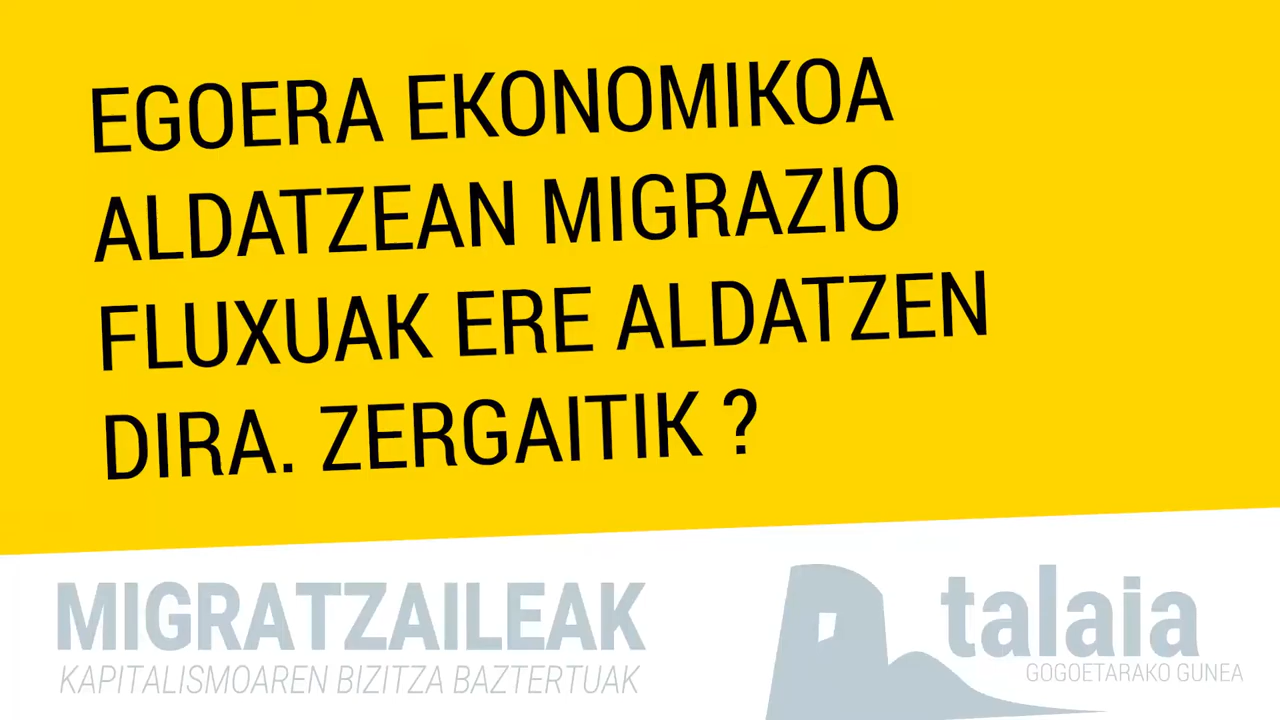 EGOERA EKONOMIKOA
ALDATZEAN MIGRAZIO
FLUXUAK ERE ALDATZEN
DIRA. ZERGAITIK ?
MIGRATZAILEAK
KAPITALISMOAREN BIZITZA BAZTERTUAK
talaia
GOGOETARAKO GUNEA